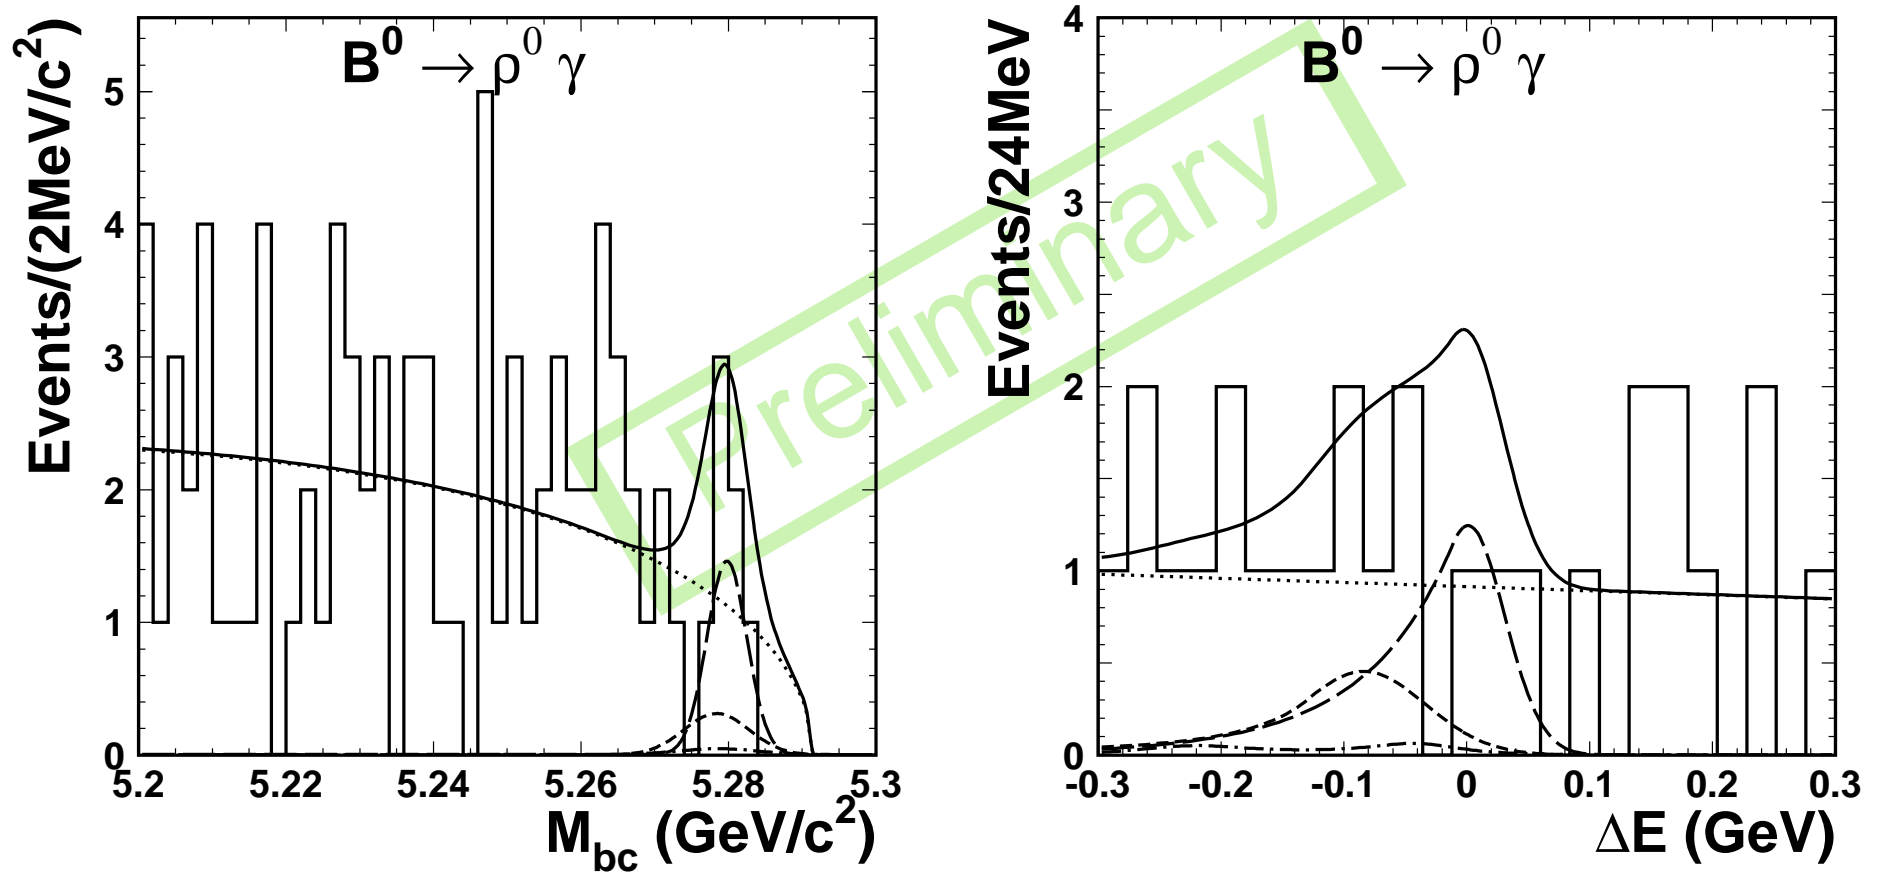 Events/(2MeV/c²)
B⁰ → ρ⁰ γ
5
4
3
2
1
0
5.2 5.22 5.24 5.26 5.28 5.3
M_bc (GeV/c²)
Events/24MeV
B⁰ → ρ⁰ γ
4
3
2
1
0
-0.3 -0.2 -0.1 0 0.1 0.2 0.3
ΔE (GeV)
Preliminary